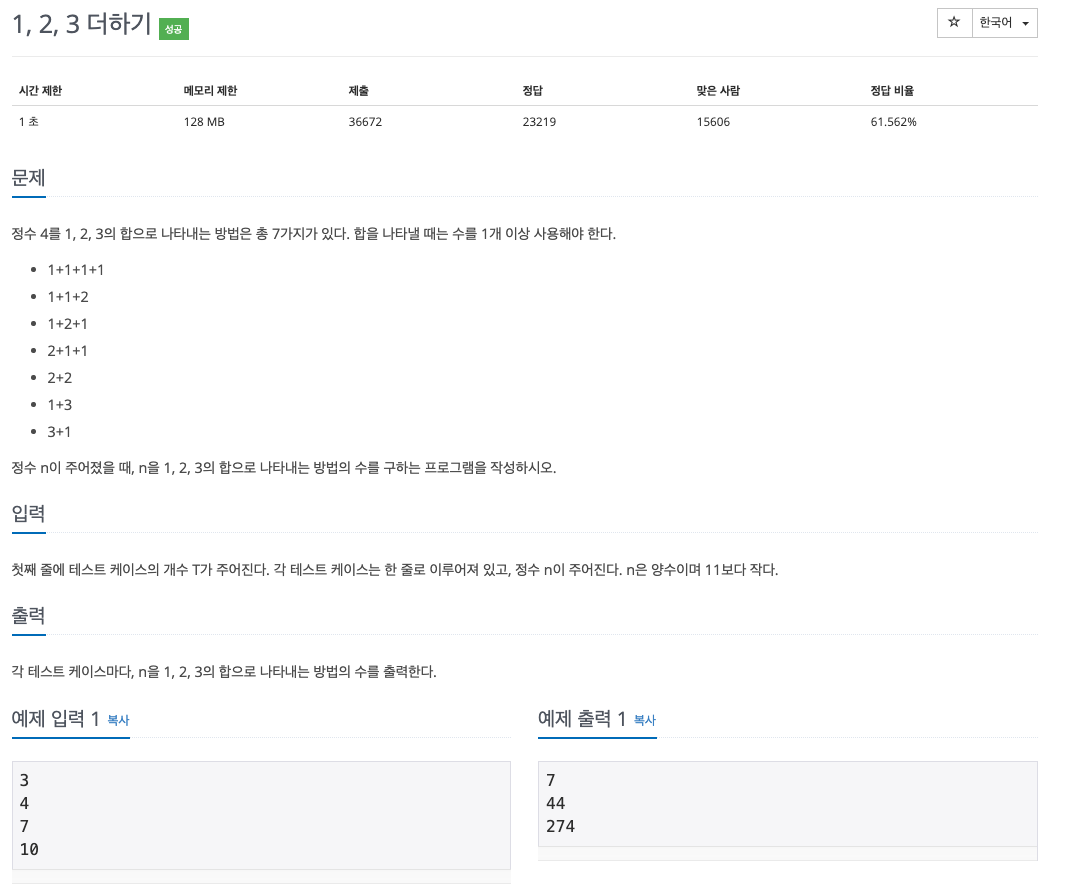 1, 2, 3 더하기 성공
☆ 한국어
시간 제한 메모리 제한 제출 정답 맞은 사람 정답 비율
1 초 128 MB 36672 23219 15606 61.562%
문제
정수 4를 1, 2, 3의 합으로 나타내는 방법은 총 7가지가 있다. 합을 나타낼 때는 수를 1개 이상 사용해야 한다.
• 1+1+1+1
• 1+1+2
• 1+2+1
• 2+1+1
• 2+2
• 1+3
• 3+1
정수 n이 주어졌을 때, n을 1, 2, 3의 합으로 나타내는 방법의 수를 구하는 프로그램을 작성하시오.
입력
첫째 줄에 테스트 케이스의 개수 T가 주어진다. 각 테스트 케이스는 한 줄로 이루어져 있고, 정수 n이 주어진다. n은 양수이며 11보다 작다.
출력
각 테스트 케이스마다, n을 1, 2, 3의 합으로 나타내는 방법의 수를 출력한다.
예제 입력 1 복사
3
4
7
10
예제 출력 1 복사
7
44
274